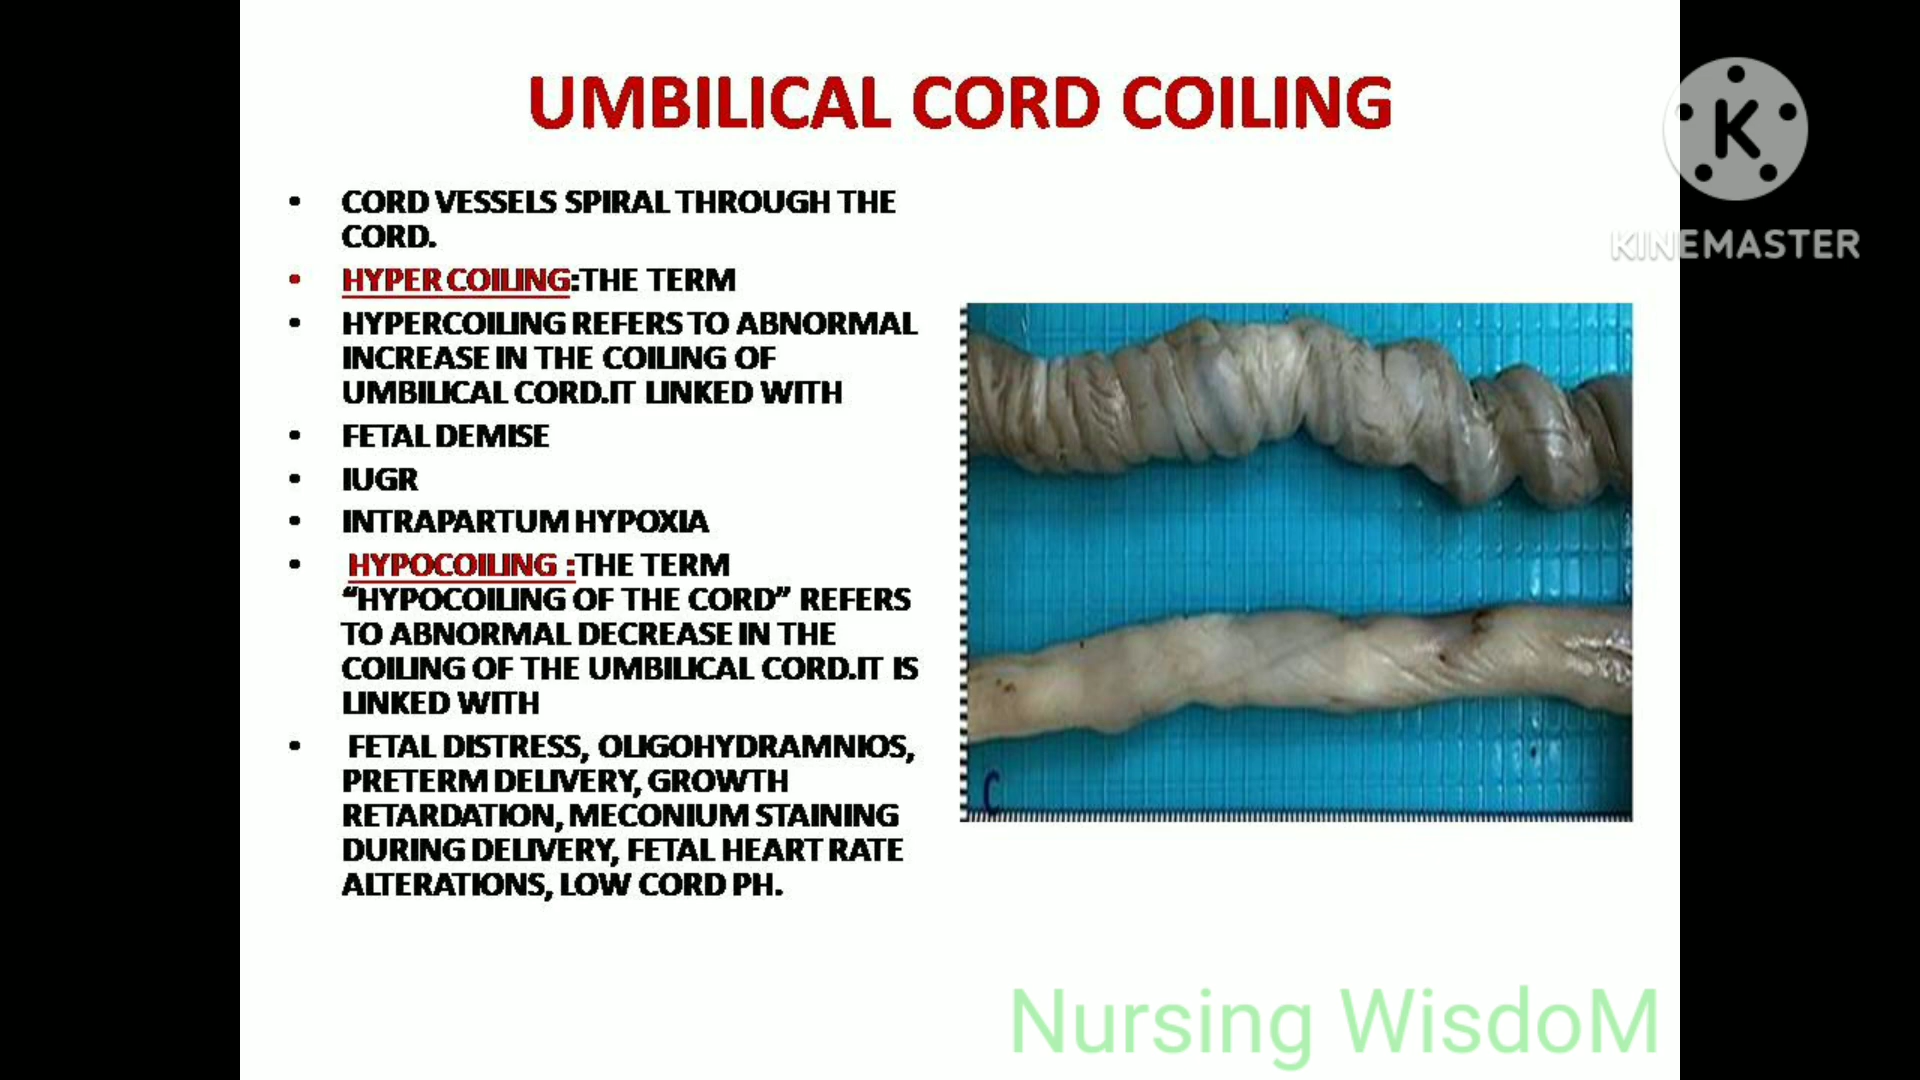 UMBILICAL CORD COILING
• CORD VESSELS SPIRAL THROUGH THE
CORD.
• HYPER COILING:THE TERM
• HYPERCOILING REFERS TO ABNORMAL
INCREASE IN THE COILING OF
UMBILICAL CORD.IT LINKED WITH
• FETAL DEMISE
• IUGR
• INTRAPARTUM HYPOXIA
• HYPOCOILING :THE TERM
“HYPOCOILING OF THE CORD” REFERS
TO ABNORMAL DECREASE IN THE
COILING OF THE UMBILICAL CORD.IT IS
LINKED WITH
• FETAL DISTRESS, OLIGOHYDRAMNIOS,
PRETERM DELIVERY, GROWTH
RETARDATION, MECONIUM STAINING
DURING DELIVERY, FETAL HEART RATE
ALTERATIONS, LOW CORD PH.
K
KINEMASTER
C
Nursing WisdoM